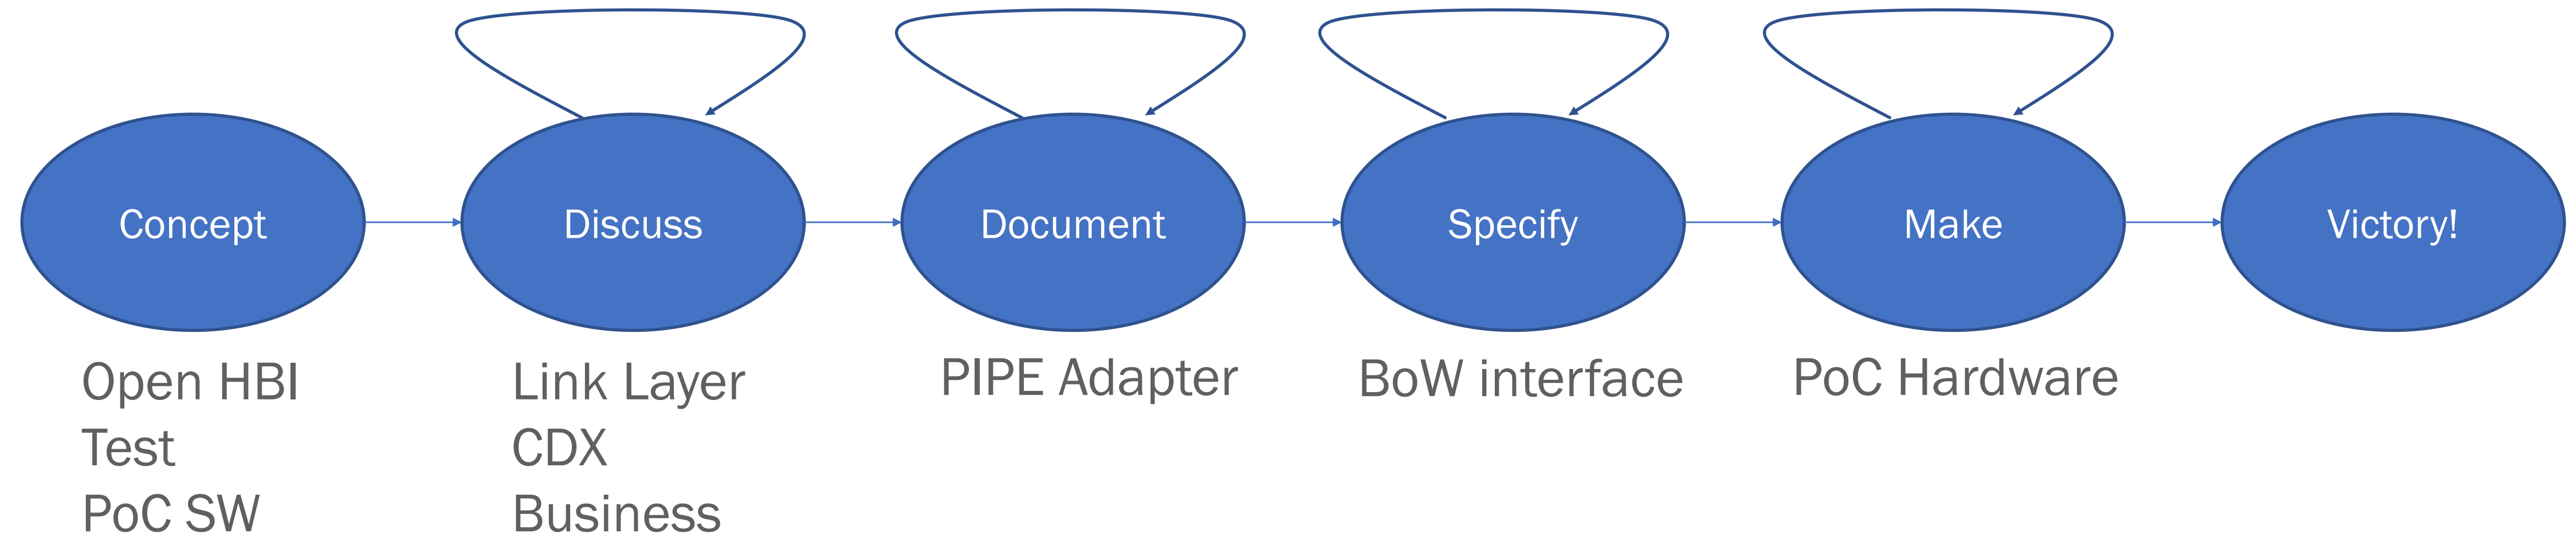 Concept
Discuss
Document
Specify
Make
Victory!
Open HBI
Test
PoC SW
Link Layer
CDX
Business
PIPE Adapter
BoW interface
PoC Hardware